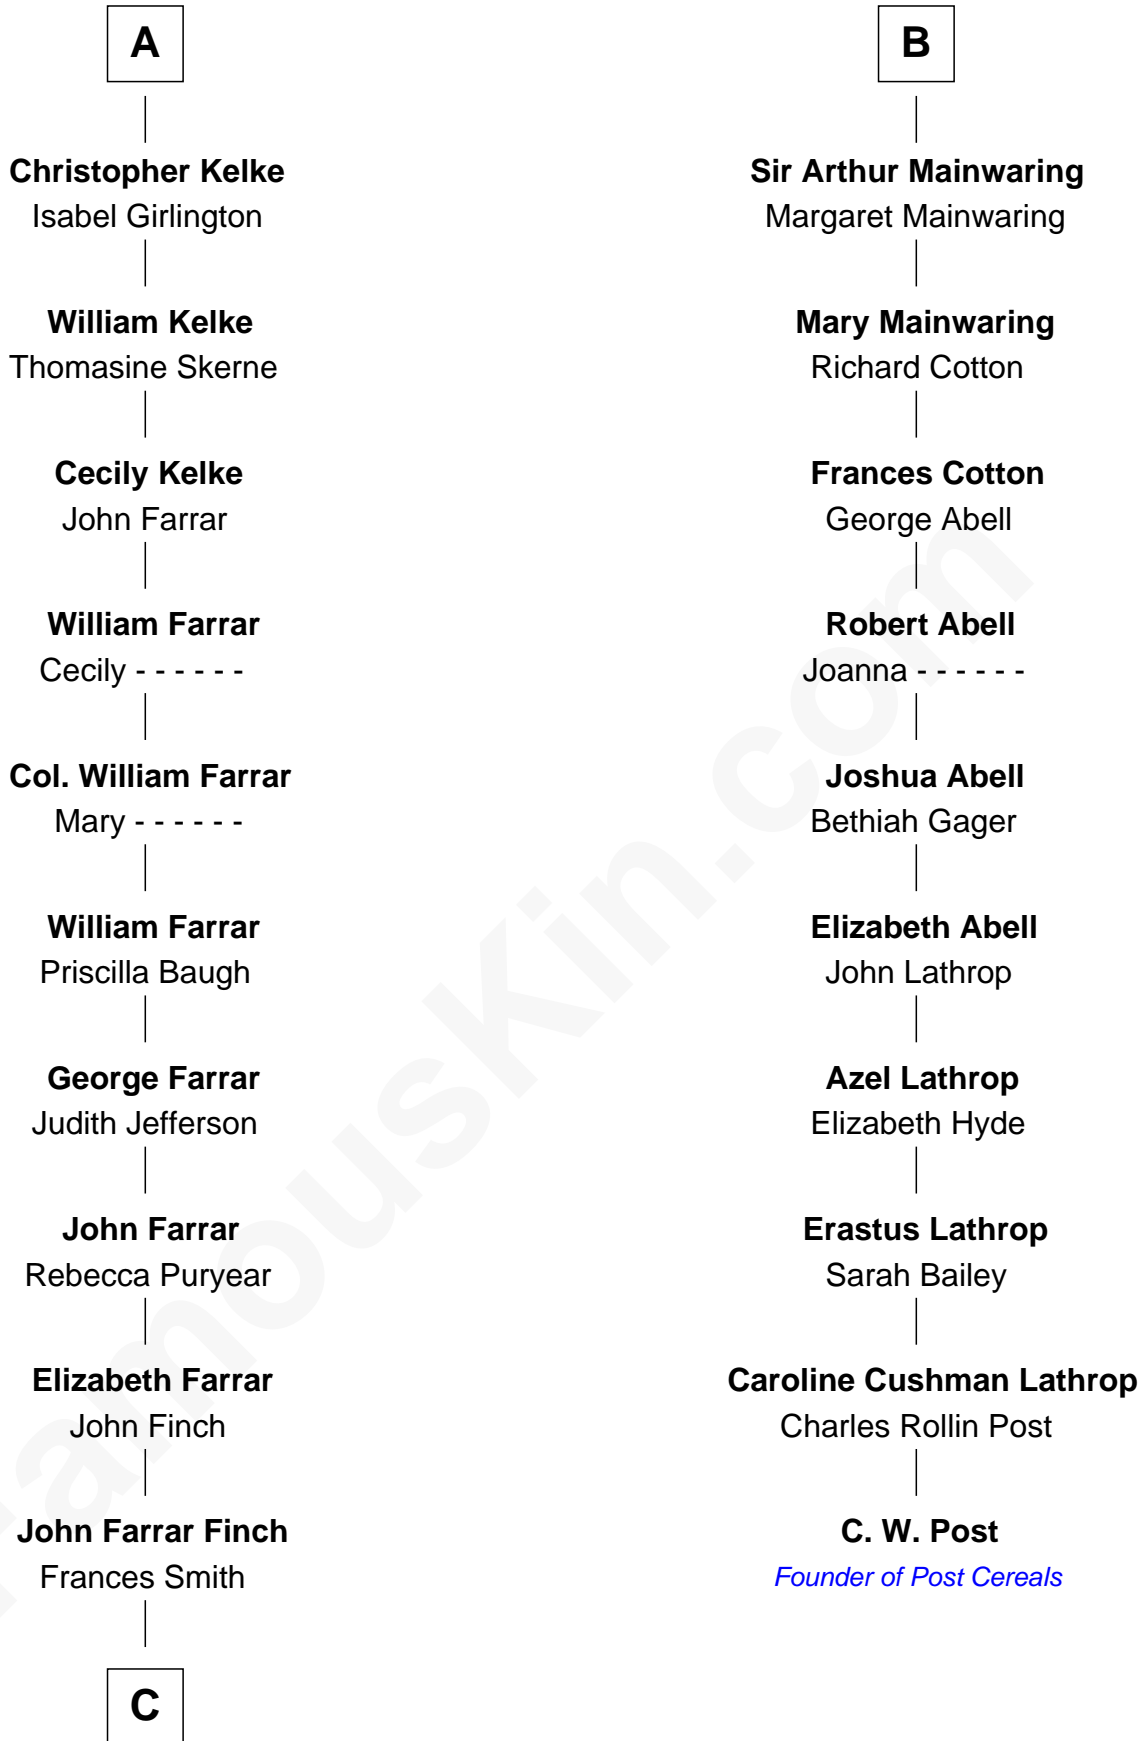 A
Christopher Kelke
Isabel Girlington
William Kelke
Thomasine Skerne
Cecily Kelke
John Farrar
William Farrar
Cecily - - - - - -
Col. William Farrar
Mary - - - - - -
William Farrar
Priscilla Baugh
George Farrar
Judith Jefferson
John Farrar
Rebecca Puryear
Elizabeth Farrar
John Finch
John Farrar Finch
Frances Smith
C
B
Sir Arthur Mainwaring
Margaret Mainwaring
Mary Mainwaring
Richard Cotton
Frances Cotton
George Abell
Robert Abell
Joanna - - - - - -
Joshua Abell
Bethiah Gager
Elizabeth Abell
John Lathrop
Azel Lathrop
Elizabeth Hyde
Erastus Lathrop
Sarah Bailey
Caroline Cushman Lathrop
Charles Rollin Post
C. W. Post
Founder of Post Cereals
FamousKin.com